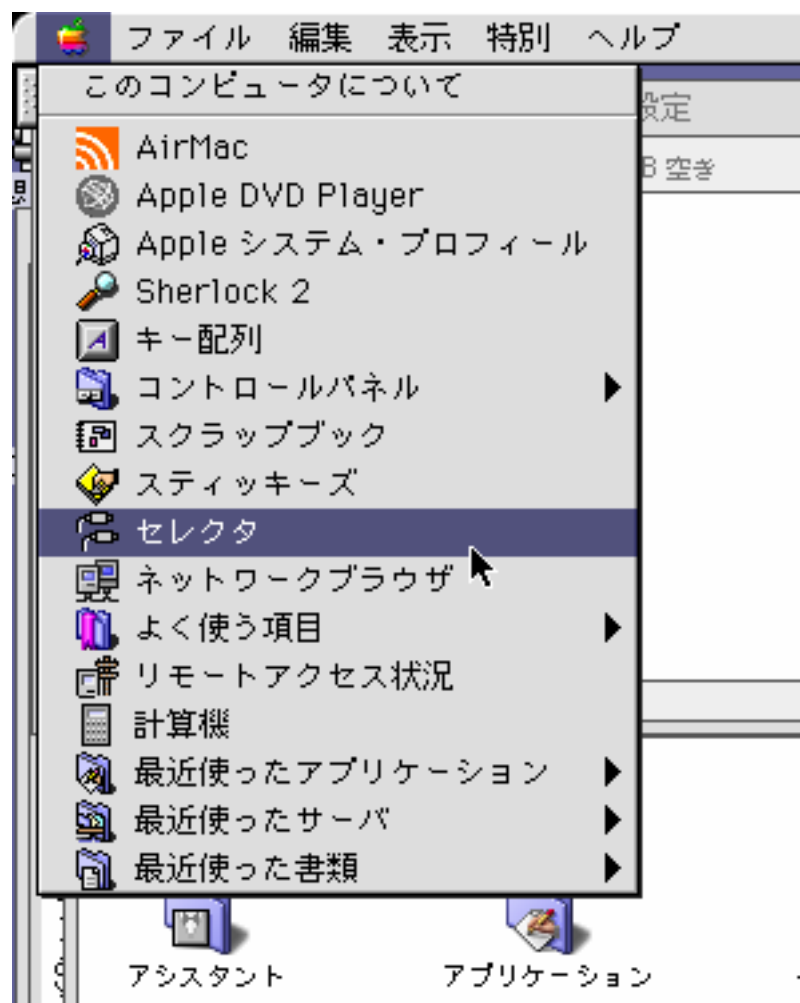 ファイル 編集 表示 特別 ヘルプ
このコンピュータについて
設定
AirMac
B 空き
Apple DVD Player
Apple システム・プロフィール
Sherlock 2
キー配列
コントロールパネル
スクラップブック
スティッキーズ
セレクタ
ネットワークブラウザ
よく使う項目
リモートアクセス状況
計算機
最近使ったアプリケーション
最近使ったサーバ
最近使った書類
アシスタント アプリケーション